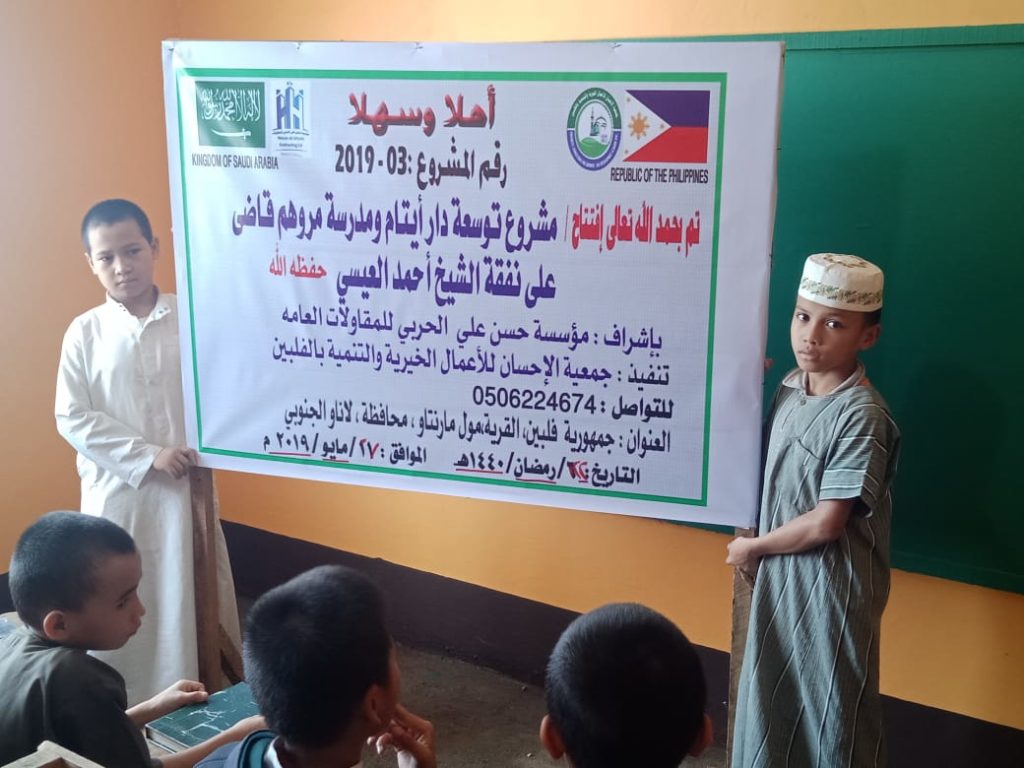 أهلا وسهلا
رقم المشروع :03 - 2019
KINGDOM OF SAUDI ARABIA
REPUBLIC OF THE PHILIPPINES
تم بحمد الله تعالى إفتتاح / مشروع توسعة دار أيتام ومدرسة مروهم قاضى
على نفقة الشيخ أحمد العيسي حفظه الله
بإشراف : مؤسسة حسن علي الحربي للمقاولات العامه
تنفيذ : جمعية الإحسان للأعمال الخيرية والتنمية بالفلبين
للتواصل : 0506224674
العنوان : جمهورية فلبين، القرية،مول مارنتاو ، محافظة ، لاناو الجنوبي
التاريخ: /رمضان/١٤٤٠هـ الموافق :٢٧/مايو/٢٠١٩ م